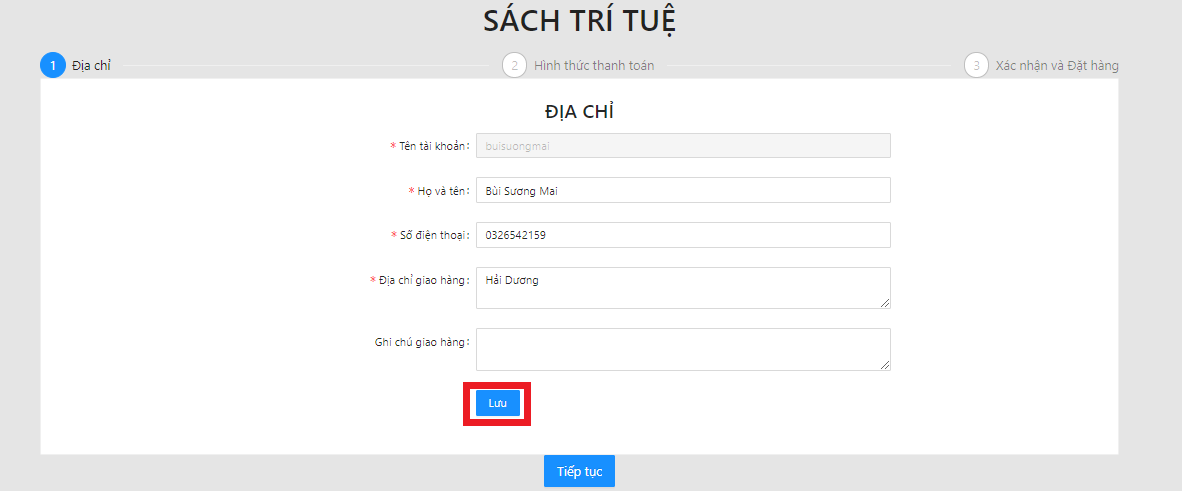 SÁCH TRÍ TUỆ
1 Địa chỉ 2 Hình thức thanh toán 3 Xác nhận và Đặt hàng
ĐỊA CHỈ
* Tên tài khoản: buisuongmai
* Họ và tên: Bùi Sương Mai
* Số điện thoại: 0326542159
* Địa chỉ giao hàng: Hải Dương
Ghi chú giao hàng:
Lưu
Tiếp tục